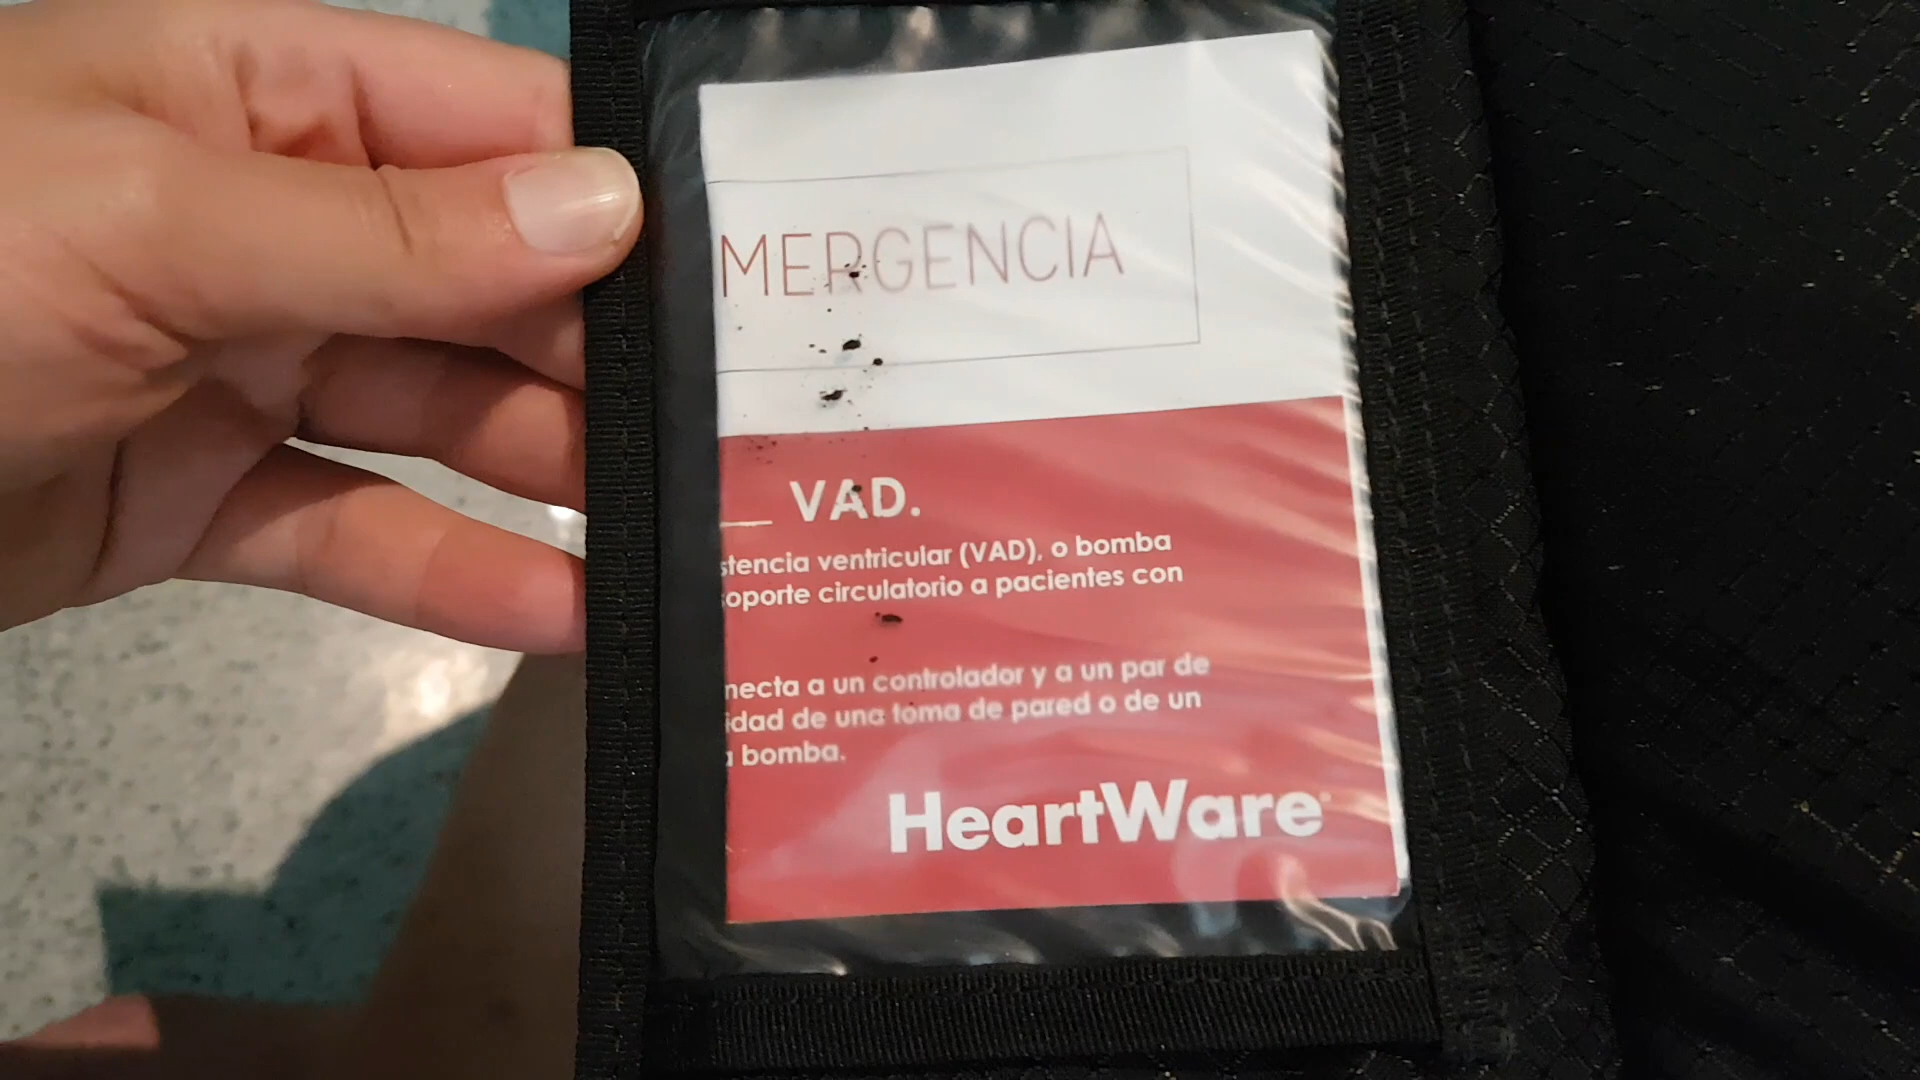 MERGENCIA
VAD.
stencia ventricular (VAD), o bomba
oporte circulatorio a pacientes con
necta a un controlador y a un par de
idad de una toma de pared o de un
a bomba.
HeartWare